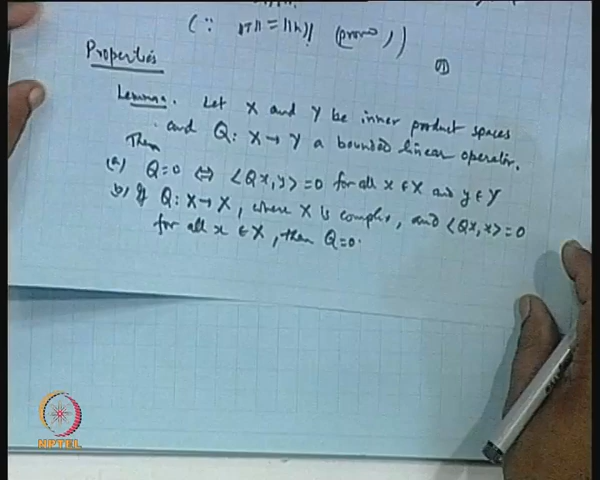 (∵ ‖T‖ = ‖h‖ (proved))
Properties
Lemma. Let X and Y be inner product spaces
and Q: X → Y a bounded linear operator.
Then
(a) Q=0 ⇔ ⟨Qx,y⟩=0 for all x∈X and y∈Y
b) If Q: X→X, where X is complex, and ⟨Qx,x⟩=0
for all x∈X, then Q=0.
NPTEL